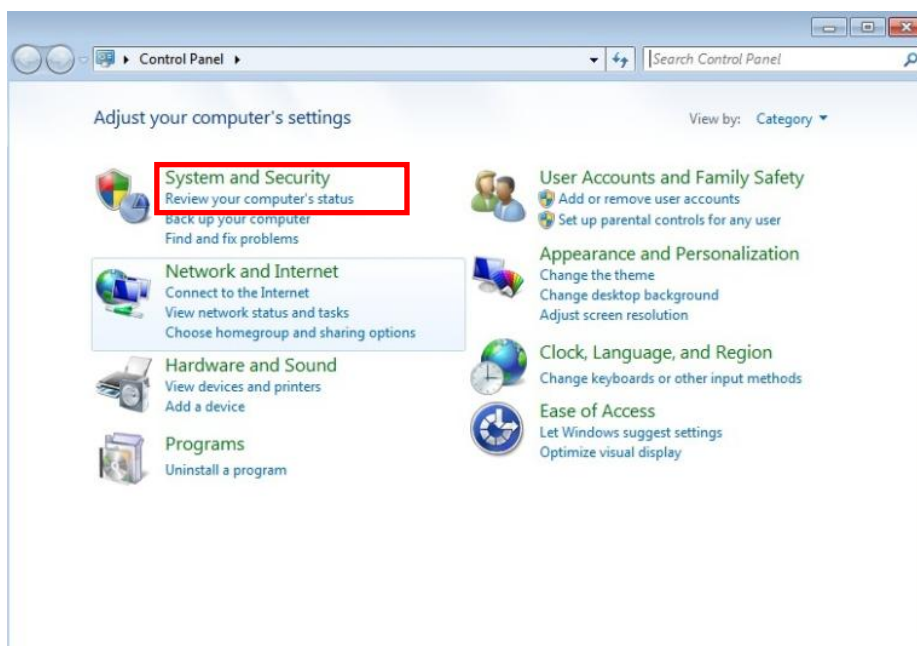 Control Panel
Search Control Panel
Adjust your computer's settings
View by: Category
System and Security
Review your computer's status
Back up your computer
Find and fix problems
Network and Internet
Connect to the Internet
View network status and tasks
Choose homegroup and sharing options
Hardware and Sound
View devices and printers
Add a device
Programs
Uninstall a program
User Accounts and Family Safety
Add or remove user accounts
Set up parental controls for any user
Appearance and Personalization
Change the theme
Change desktop background
Adjust screen resolution
Clock, Language, and Region
Change keyboards or other input methods
Ease of Access
Let Windows suggest settings
Optimize visual display